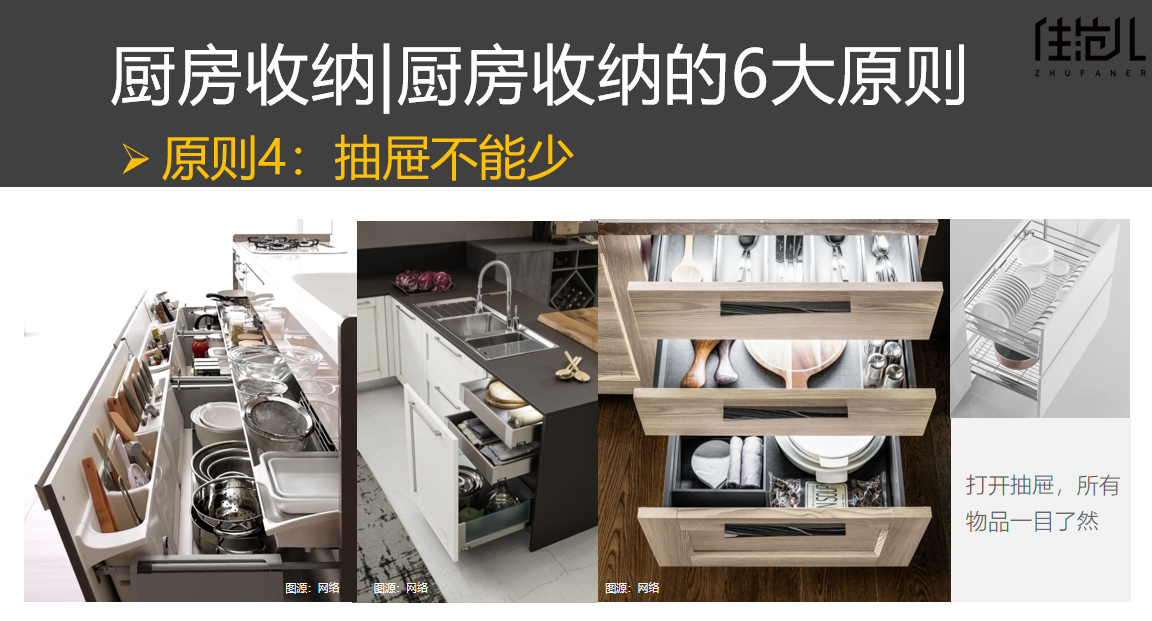 厨房收纳|厨房收纳的6大原则
住范儿
ZHUFANER
➢ 原则4：抽屉不能少
打开抽屉，所有
物品一目了然
图源：网络
图源：网络
图源：网络